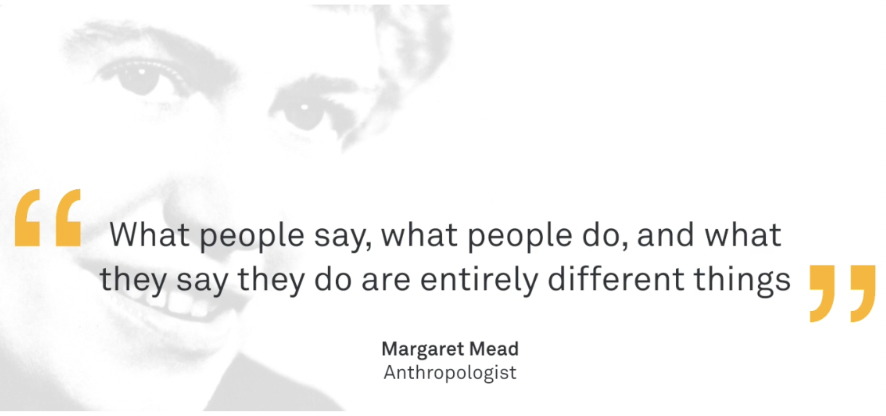 “ What people say, what people do, and what
they say they do are entirely different things ”
Margaret Mead
Anthropologist